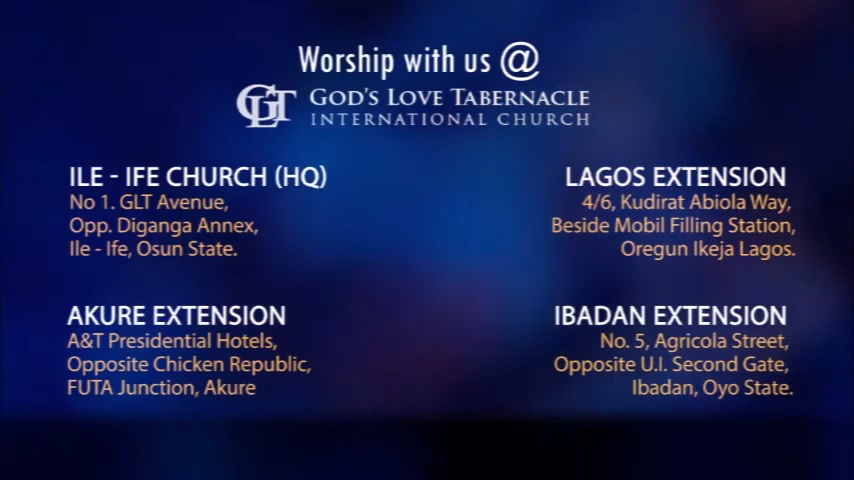 Worship with us @
GLT GOD'S LOVE TABERNACLE
INTERNATIONAL CHURCH
ILE - IFE CHURCH (HQ)
No 1. GLT Avenue,
Opp. Diganga Annex,
Ile - Ife, Osun State.
LAGOS EXTENSION
4/6, Kudirat Abiola Way,
Beside Mobil Filling Station,
Oregun Ikeja Lagos.
AKURE EXTENSION
A&T Presidential Hotels,
Opposite Chicken Republic,
FUTA Junction, Akure
IBADAN EXTENSION
No. 5, Agricola Street,
Opposite U.I. Second Gate,
Ibadan, Oyo State.